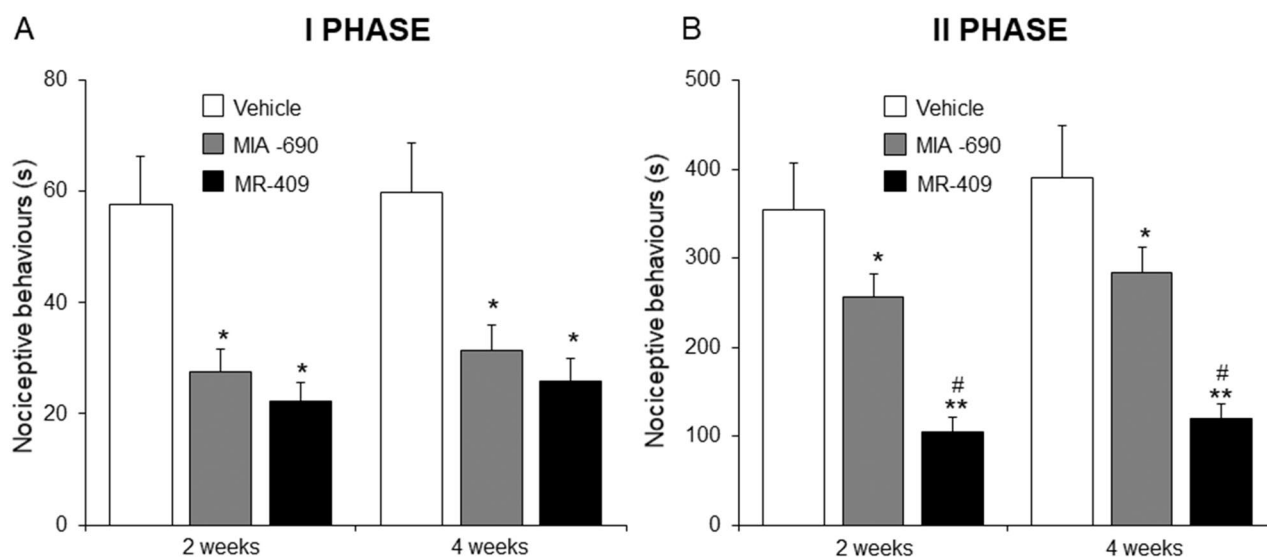 A
I PHASE
Nociceptive behaviours (s)
80
60
40
20
0
Vehicle
MIA -690
MR-409
*
*
*
*
2 weeks
4 weeks
B
II PHASE
Nociceptive behaviours (s)
500
400
300
200
100
0
Vehicle
MIA -690
MR-409
*
#
**
*
#
**
2 weeks
4 weeks